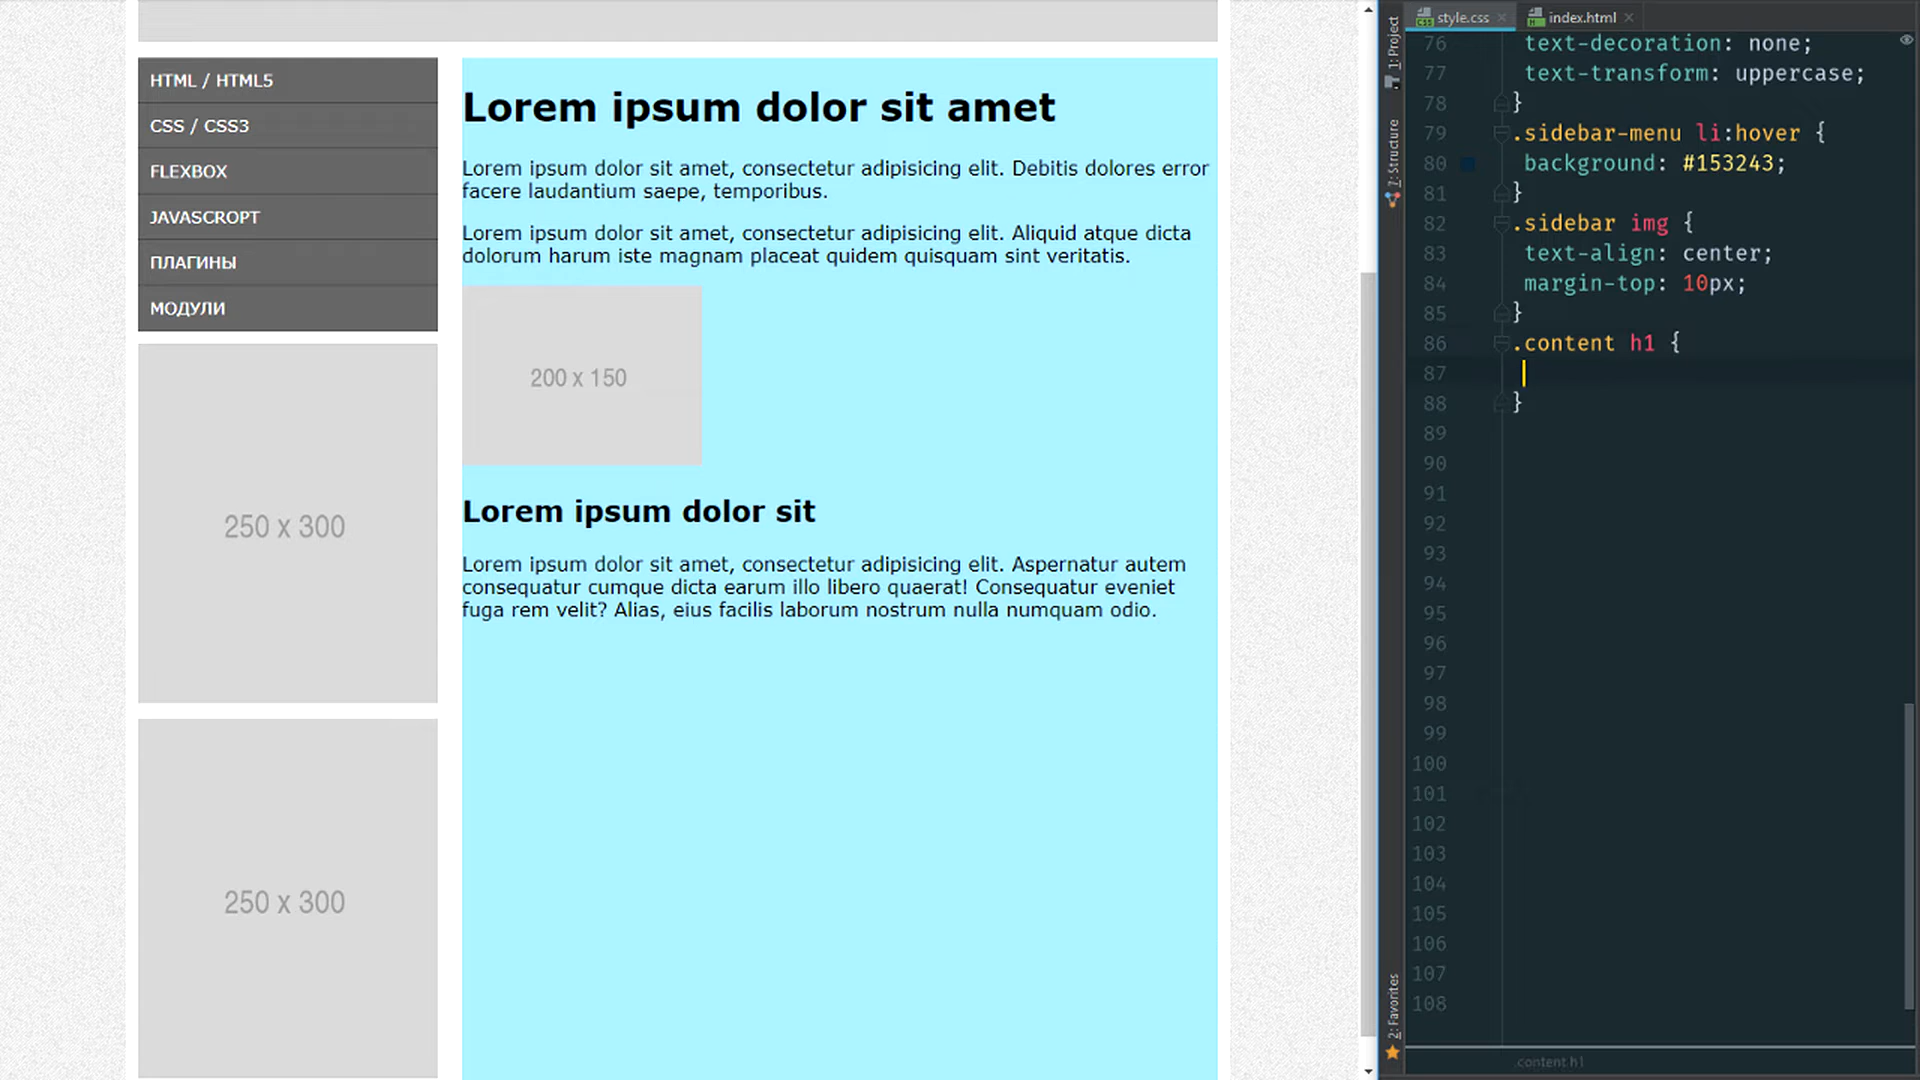 HTML / HTML5
CSS / CSS3
FLEXBOX
JAVASCROPT
ПЛАГИНЫ
МОДУЛИ
250 x 300
250 x 300
Lorem ipsum dolor sit amet
Lorem ipsum dolor sit amet, consectetur adipisicing elit. Debitis dolores error
facere laudantium saepe, temporibus.
Lorem ipsum dolor sit amet, consectetur adipisicing elit. Aliquid atque dicta
dolorum harum iste magnam placeat quidem quisquam sint veritatis.
200 x 150
Lorem ipsum dolor sit
Lorem ipsum dolor sit amet, consectetur adipisicing elit. Aspernatur autem
consequatur cumque dicta earum illo libero quaerat! Consequatur eveniet
fuga rem velit? Alias, eius facilis laborum nostrum nulla numquam odio.
1: Project
7: Structure
2: Favorites
style.css
index.html
76 text-decoration: none;
77 text-transform: uppercase;
78 }
79 .sidebar-menu li:hover {
80 background: #153243;
81 }
82 .sidebar img {
83 text-align: center;
84 margin-top: 10px;
85 }
86 .content h1 {
87
88 }
89
90
91
92
93
94
95
96
97
98
99
100
101
102
103
104
105
106
107
108
content h1